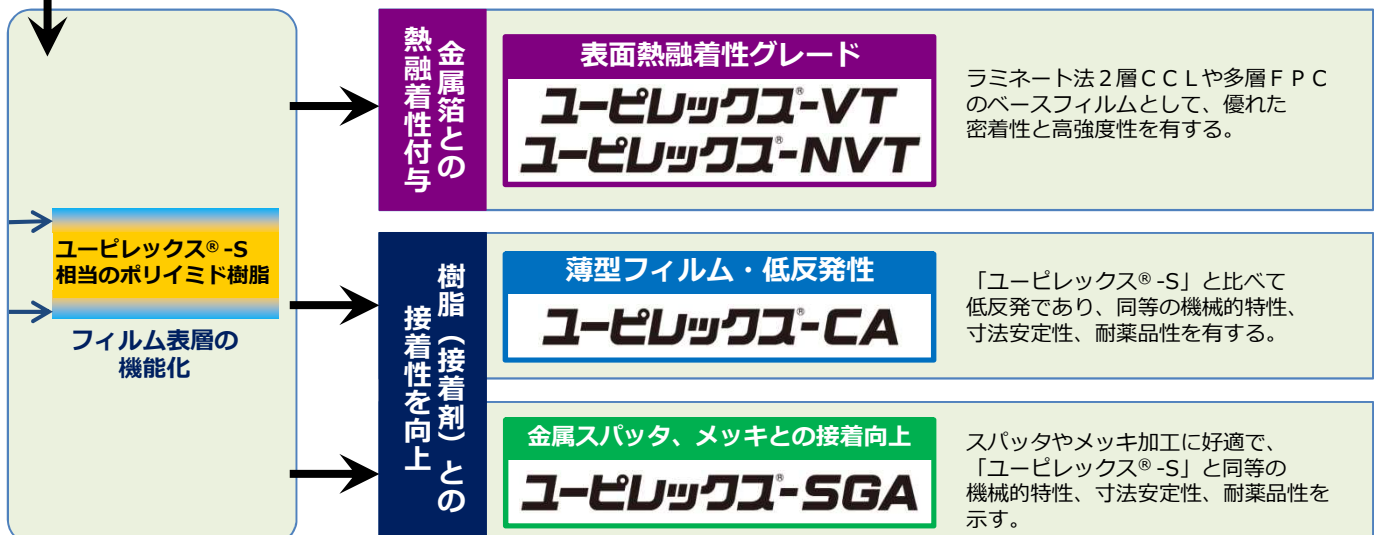 ユーピレックス®-S
相当のポリイミド樹脂
フィルム表層の
機能化
金属箔との
熱融着性付与
表面熱融着性グレード
ユーピレックス®-VT
ユーピレックス®-NVT
ラミネート法2層CCLや多層FPC
のベースフィルムとして、優れた
密着性と高強度性を有する。
樹脂(接着剤)との
接着性を向上
薄型フィルム・低反発性
ユーピレックス®-CA
「ユーピレックス®-S」と比べて
低反発であり、同等の機械的特性、
寸法安定性、耐薬品性を有する。
金属スパッタ、メッキとの接着向上
ユーピレックス®-SGA
スパッタやメッキ加工に好適で、
「ユーピレックス®-S」と同等の
機械的特性、寸法安定性、耐薬品性を
示す。